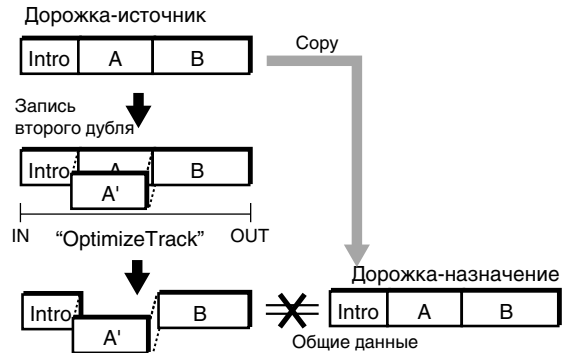 Дорожка-источник
Intro A B
Copy
Запись
второго дубля
Intro A B
A'
IN "OptimizeTrack" OUT
Дорожка-назначение
Intro B Intro A B
A'
Общие данные